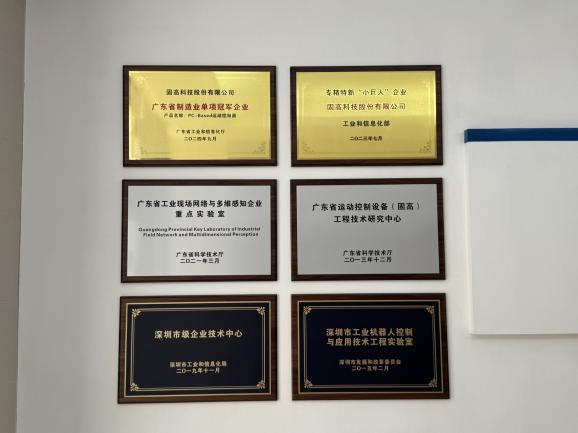 固高科技股份有限公司
广东省制造业单项冠军企业
产品名称：PC-Based运动控制器
广东省工业和信息化厅
二〇二四年九月
专精特新“小巨人”企业
固高科技股份有限公司
工业和信息化部
二〇二三年七月
广东省工业现场网络与多维感知企业
重点实验室
Guangdong Provincial Key Laboratory of Industrial
Field Network and Multidimensional Perception
广东省科学技术厅
二〇二一年三月
广东省运动控制设备（固高）
工程技术研究中心
广东省科学技术厅
二〇一三年十二月
深圳市级企业技术中心
深圳市工业和信息化局
二〇一九年十一月
深圳市工业机器人控制
与应用技术工程实验室
深圳市发展和改革委员会
二〇一五年二月